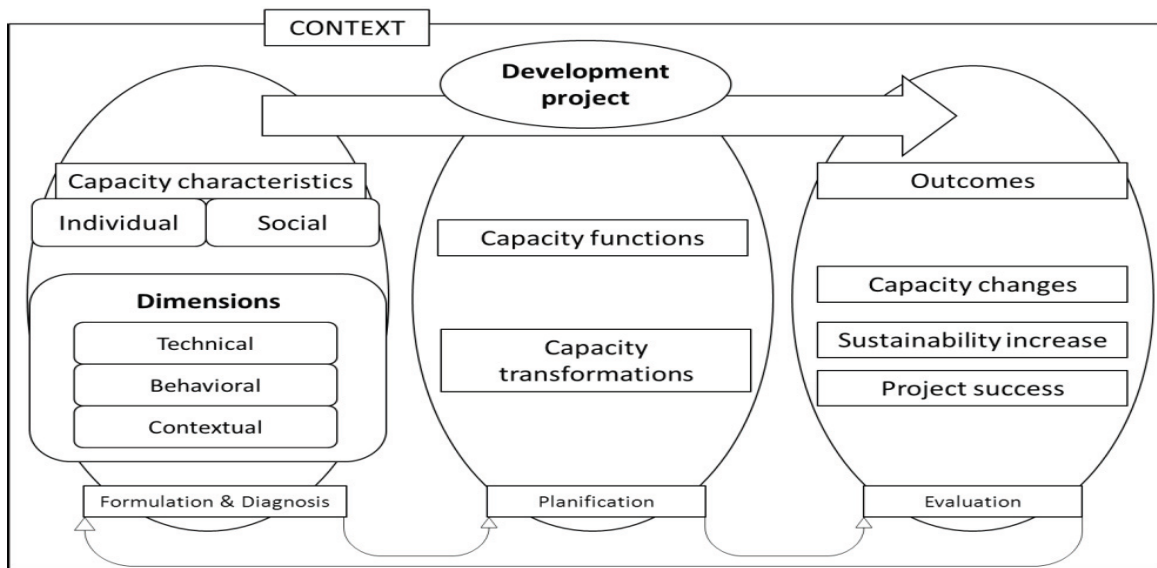 CONTEXT
Development
project
Capacity characteristics
Individual
Social
Dimensions
Technical
Behavioral
Contextual
Formulation & Diagnosis
Capacity functions
Capacity
transformations
Planification
Outcomes
Capacity changes
Sustainability increase
Project success
Evaluation